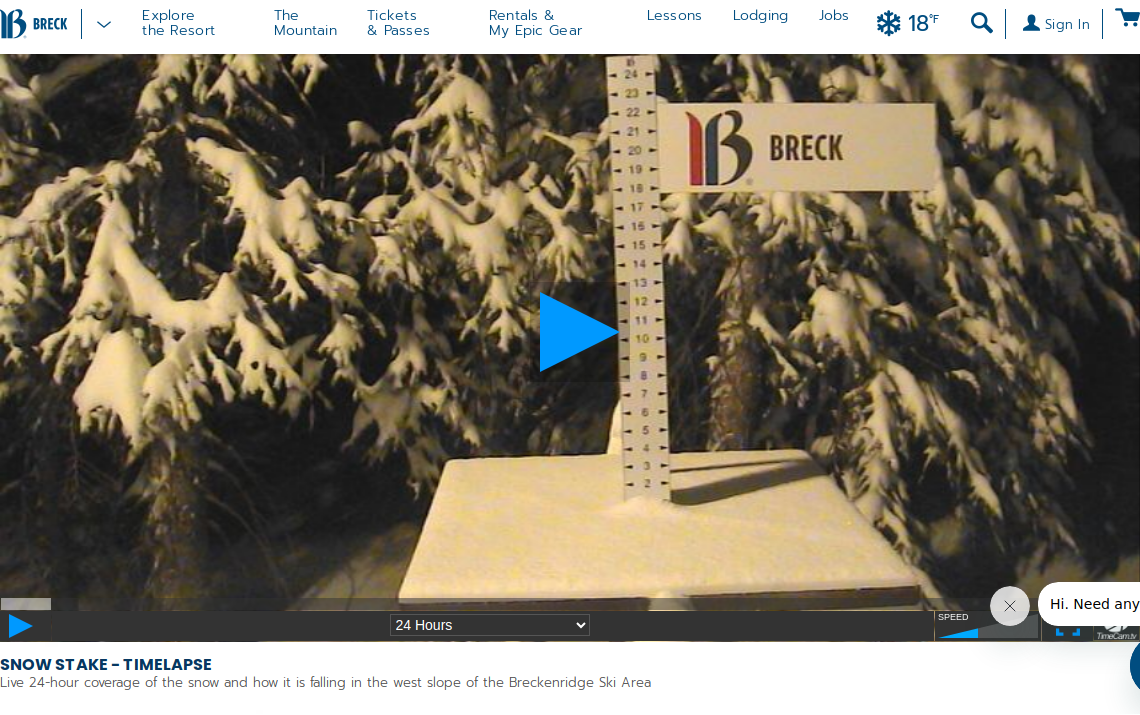 BRECK
Explore
the Resort
The
Mountain
Tickets
& Passes
Rentals &
My Epic Gear
Lessons
Lodging
Jobs
18°F
Sign In
24
23
22
21
20
19
18
17
16
15
14
13
12
11
10
9
8
7
6
5
4
3
2
B BRECK
24 Hours
SPEED
Hi. Need any
TimeCam.tv
SNOW STAKE - TIMELAPSE
Live 24-hour coverage of the snow and how it is falling in the west slope of the Breckenridge Ski Area